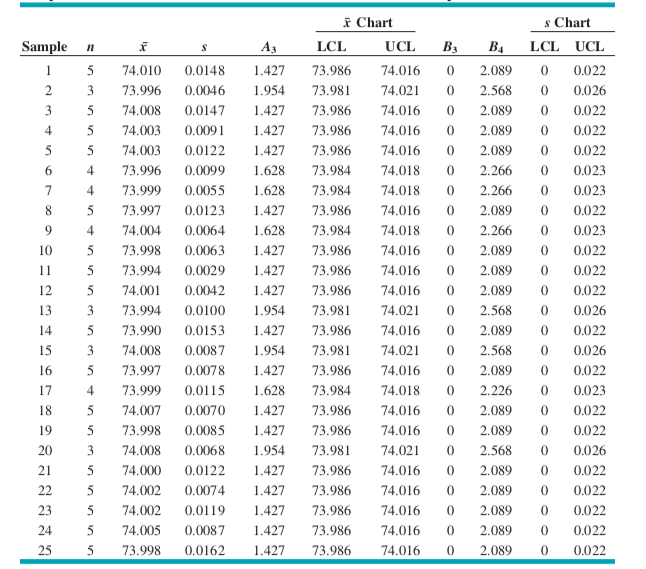 x̄ Chart s Chart
Sample n x̄ s A3 LCL UCL B3 B4 LCL UCL
1 5 74.010 0.0148 1.427 73.986 74.016 0 2.089 0 0.022
2 3 73.996 0.0046 1.954 73.981 74.021 0 2.568 0 0.026
3 5 74.008 0.0147 1.427 73.986 74.016 0 2.089 0 0.022
4 5 74.003 0.0091 1.427 73.986 74.016 0 2.089 0 0.022
5 5 74.003 0.0122 1.427 73.986 74.016 0 2.089 0 0.022
6 4 73.996 0.0099 1.628 73.984 74.018 0 2.266 0 0.023
7 4 73.999 0.0055 1.628 73.984 74.018 0 2.266 0 0.023
8 5 73.997 0.0123 1.427 73.986 74.016 0 2.089 0 0.022
9 4 74.004 0.0064 1.628 73.984 74.018 0 2.266 0 0.023
10 5 73.998 0.0063 1.427 73.986 74.016 0 2.089 0 0.022
11 5 73.994 0.0029 1.427 73.986 74.016 0 2.089 0 0.022
12 5 74.001 0.0042 1.427 73.986 74.016 0 2.089 0 0.022
13 3 73.994 0.0100 1.954 73.981 74.021 0 2.568 0 0.026
14 5 73.990 0.0153 1.427 73.986 74.016 0 2.089 0 0.022
15 3 74.008 0.0087 1.954 73.981 74.021 0 2.568 0 0.026
16 5 73.997 0.0078 1.427 73.986 74.016 0 2.089 0 0.022
17 4 73.999 0.0115 1.628 73.984 74.018 0 2.226 0 0.023
18 5 74.007 0.0070 1.427 73.986 74.016 0 2.089 0 0.022
19 5 73.998 0.0085 1.427 73.986 74.016 0 2.089 0 0.022
20 3 74.008 0.0068 1.954 73.981 74.021 0 2.568 0 0.026
21 5 74.000 0.0122 1.427 73.986 74.016 0 2.089 0 0.022
22 5 74.002 0.0074 1.427 73.986 74.016 0 2.089 0 0.022
23 5 74.002 0.0119 1.427 73.986 74.016 0 2.089 0 0.022
24 5 74.005 0.0087 1.427 73.986 74.016 0 2.089 0 0.022
25 5 73.998 0.0162 1.427 73.986 74.016 0 2.089 0 0.022